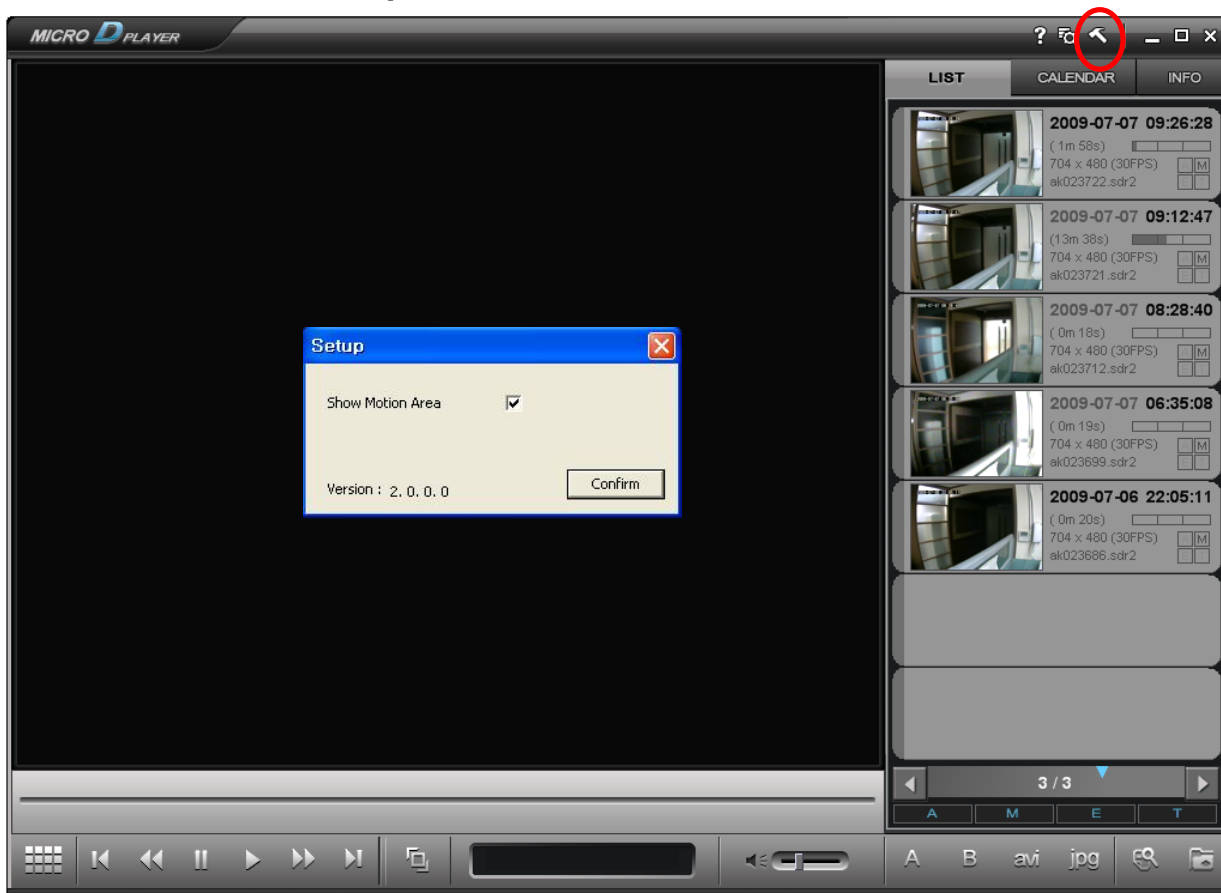 MICRO D PLAYER
?
LIST CALENDAR INFO
2009-07-07 09:26:28
( 1m 58s)
704 x 480 (30FPS) A M
ak023722.sdr2 E
2009-07-07 09:12:47
(13m 38s)
704 x 480 (30FPS) A M
ak023721.sdr2 E
2009-07-07 08:28:40
( 0m 18s)
704 x 480 (30FPS) A M
ak023712.sdr2 E
2009-07-07 06:35:08
( 0m 19s)
704 x 480 (30FPS) A M
ak023699.sdr2 E
2009-07-06 22:05:11
( 0m 20s)
704 x 480 (30FPS) A M
ak023686.sdr2 E
Setup
Show Motion Area
Version : 2. 0. 0. 0
Confirm
3 / 3
A M E T
A B avi jpg